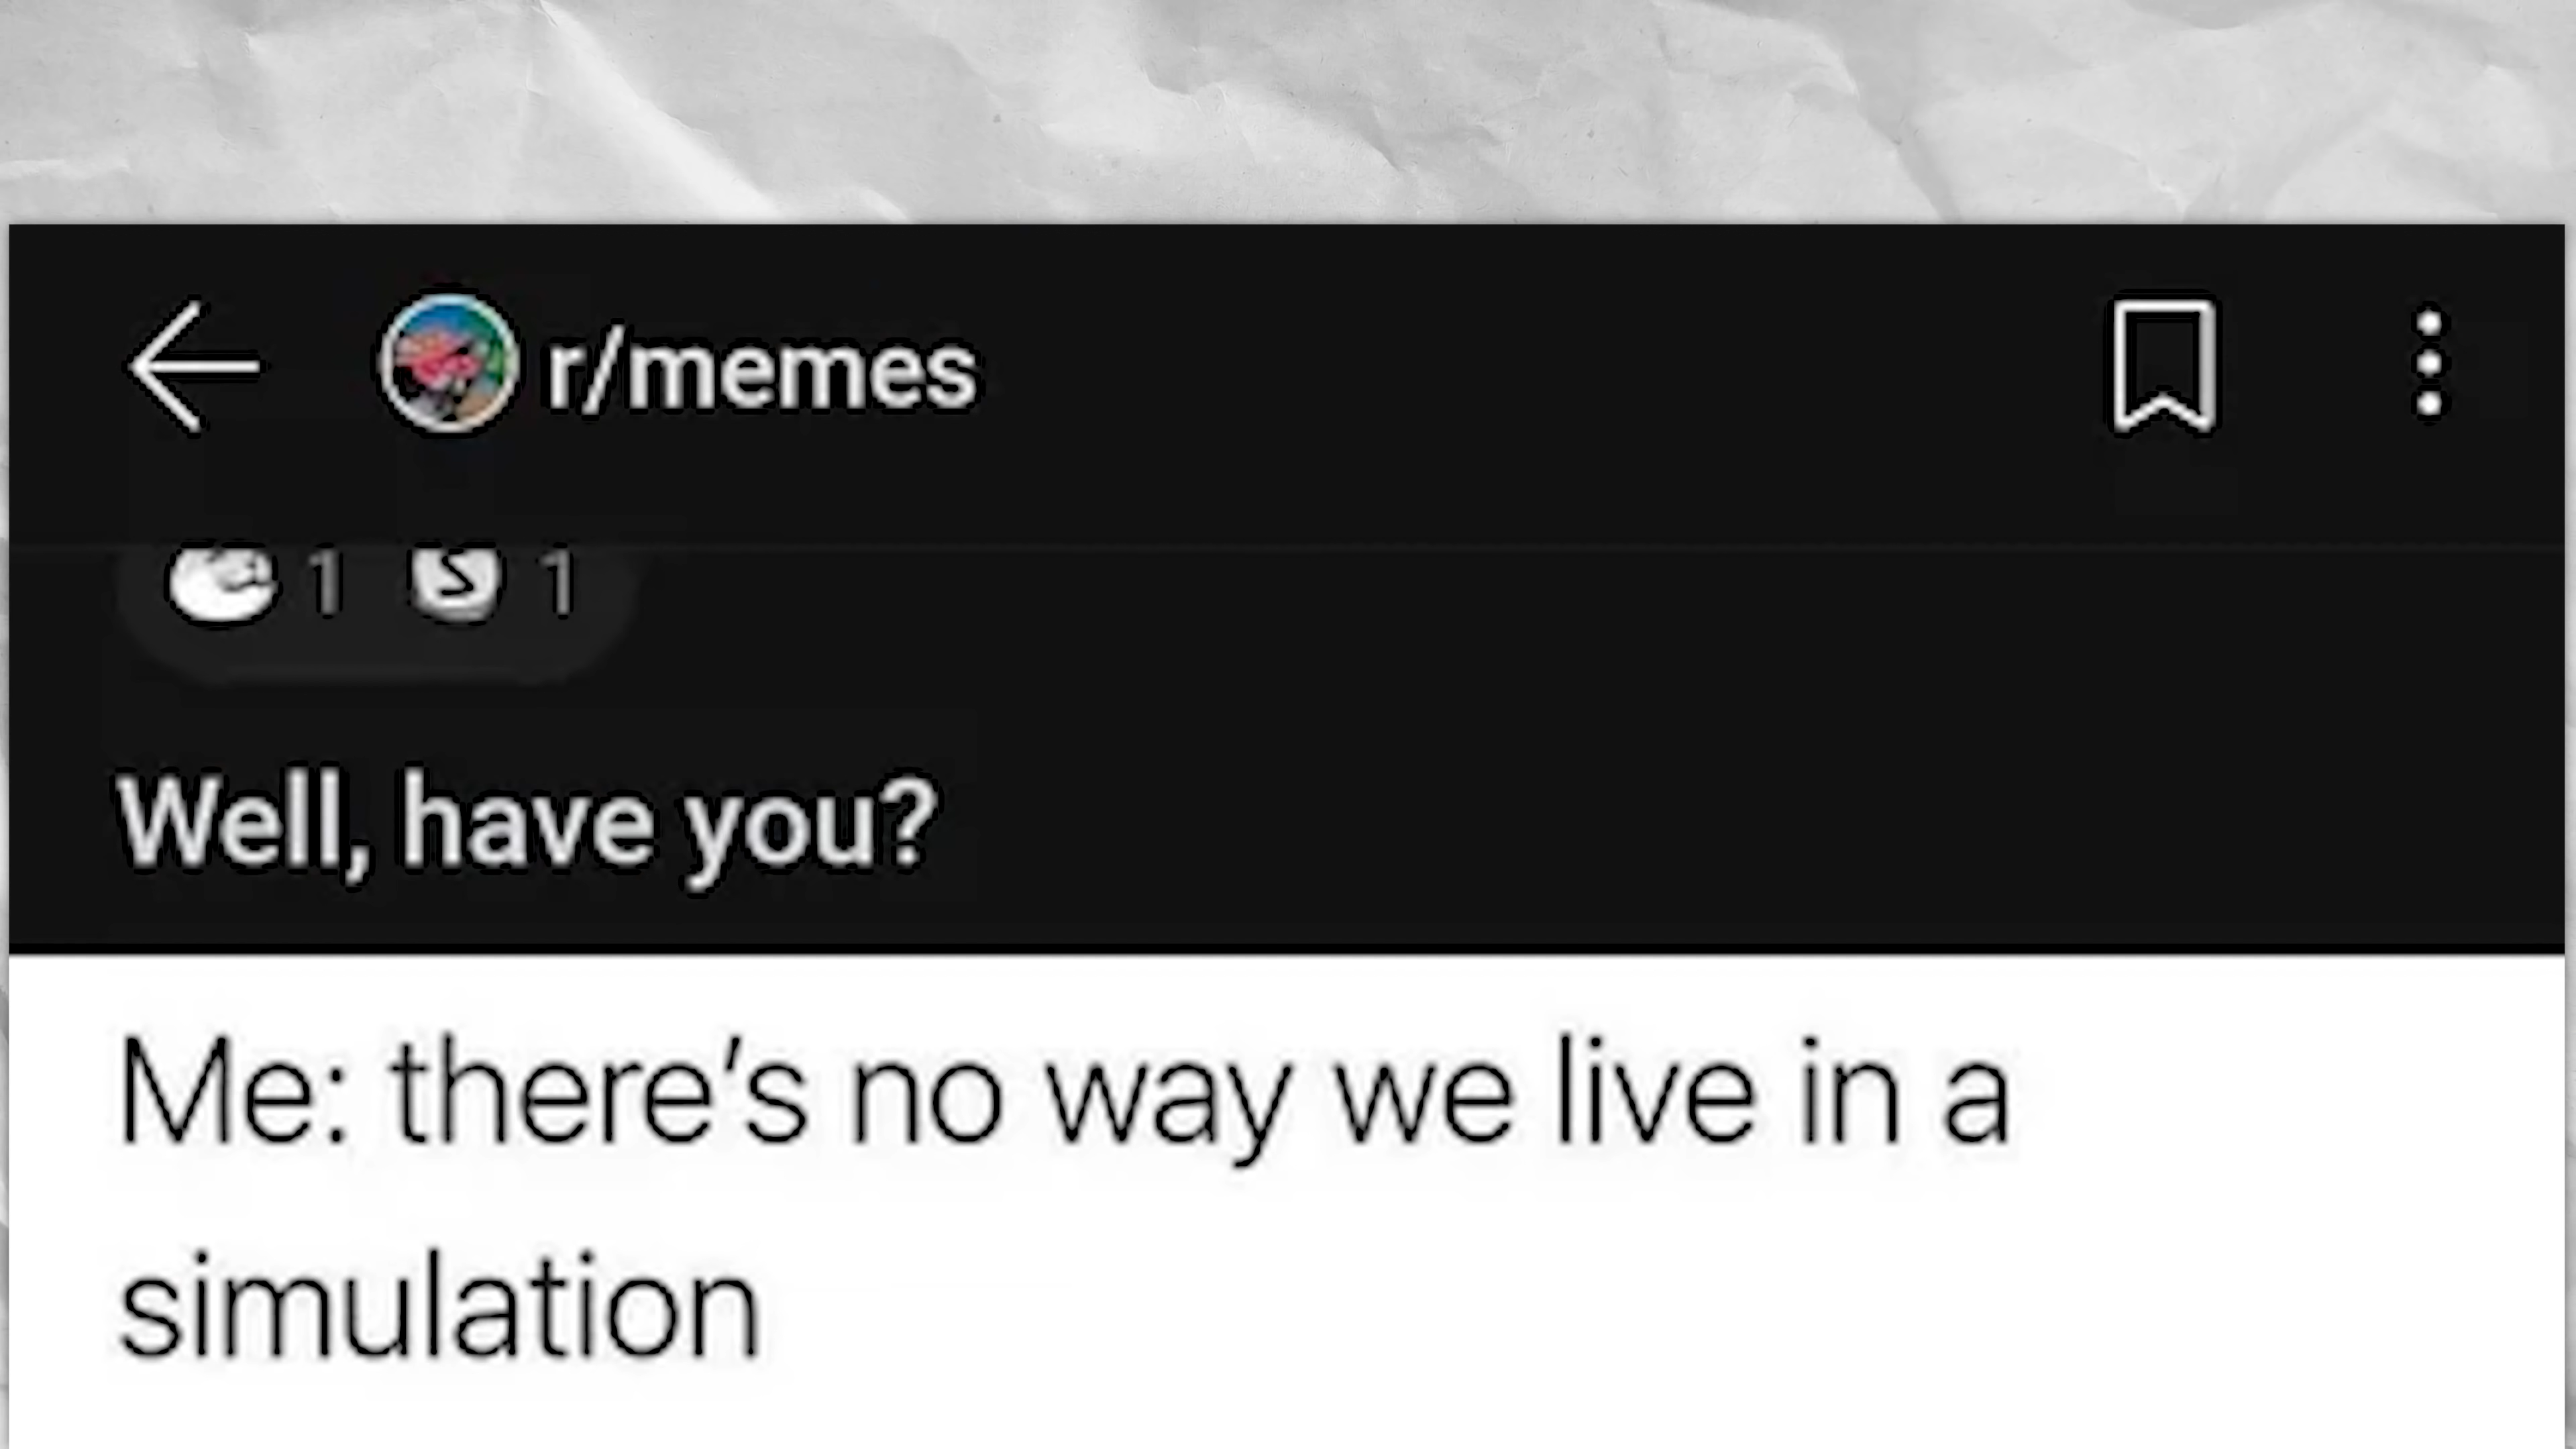 r/memes
1 S 1
Well, have you?
Me: there's no way we live in a
simulation